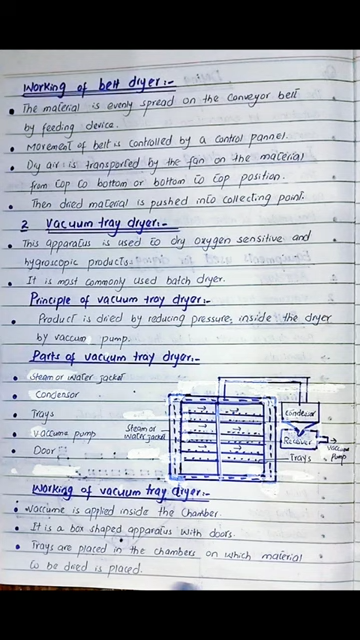 Working of belt dryer:-
The material is evenly spread on the conveyor belt
by feeding device.
Movement of belt is controlled by a control pannel.
Dry air is transported by the fan on the material
from top to bottom or bottom to top position.
Then dried material is pushed into collecting point.
2 Vacuum tray dryer:-
This apparatus is used to dry oxygen sensitive and
hygroscopic products.
It is most commonly used batch dryer.
Principle of vacuum tray dryer:-
Product is dried by reducing pressure, inside the dryer
by vaccum pump.
Parts of vacuum tray dryer:-
Steam or water jacket
Condensor
Trays
Vaccume pump
Door
Steam or
water jacket
Condensor
Reciever
Vaccume
Pump
Trays
Working of vacuum tray dryer:-
Vaccume is applied inside the chamber.
It is a box shaped apparatus with doors.
Trays are placed in the chambers on which material
to be dried is placed.